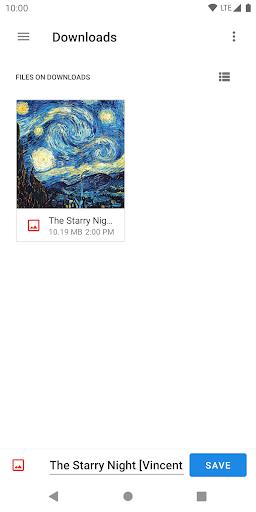 10:00
LTE
Downloads
FILES ON DOWNLOADS
The Starry Nig...
10.19 MB 2:00 PM
The Starry Night [Vincent
SAVE